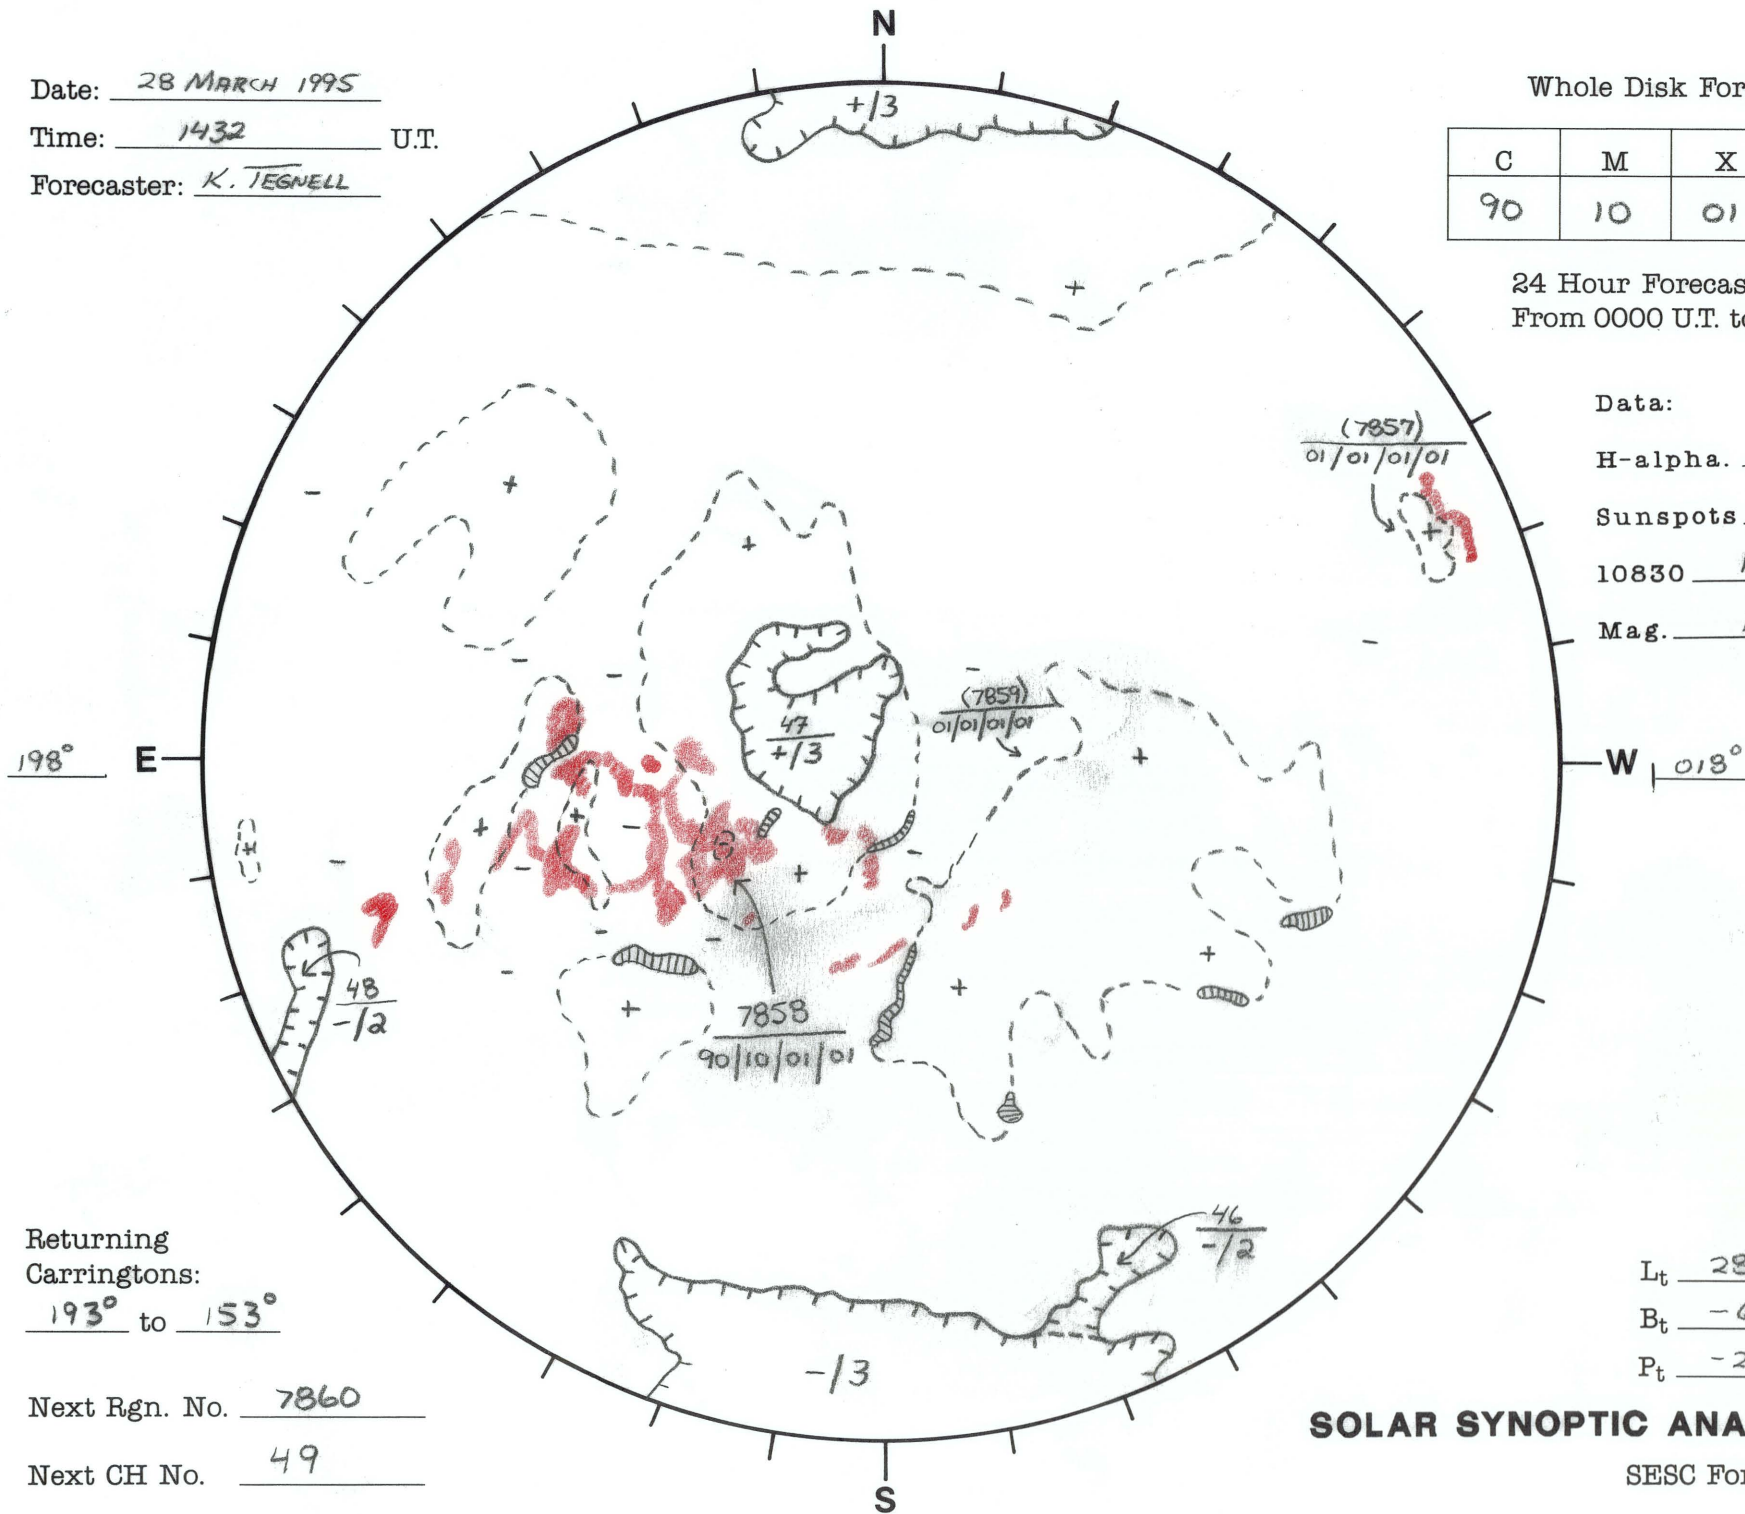 N
Date: 28 MARCH 1995
Time: 1432 U.T.
Forecaster: K. TEGNELL
Whole Disk For
C M X
90 10 01
24 Hour Forecas
From 0000 U.T. to
Data:
H-alpha.
Sunspots
10830
Mag.
+/3
+
(7857)
01/01/01/01
+
-
+
+
-
-
-
-
-
(7859)
01/01/01/01
47
+/3
198° E
W 018°
+
+
+
-
+
-
+
-
-
-
-
-
+
48
-/2
+
+
7858
90/10/01/01
46
-/2
-/3
Returning
Carringtons:
193° to 153°
Next Rgn. No. 7860
Next CH No. 49
Lt 28
Bt -
Pt -2
SOLAR SYNOPTIC ANA
SESC For
S